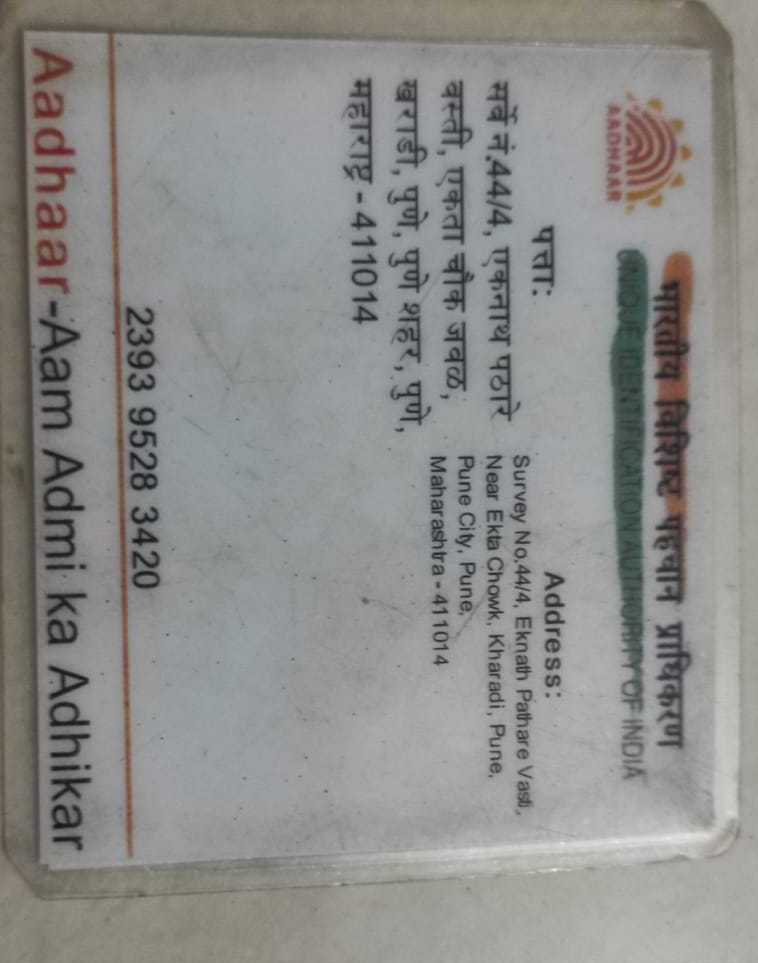 भारतीय विशिष्ट पहचान प्राधिकरण
UNIQUE IDENTIFICATION AUTHORITY OF INDIA
AADHAAR
पत्ता:
सर्वे नं.44/4, एकनाथ पठारे
वस्ती, एकता चौक जवळ,
खराडी, पुणे, पुणे शहर, पुणे,
महाराष्ट्र - 411014
Address:
Survey No.44/4, Eknath Pathare Vasti,
Near Ekta Chowk, Kharadi, Pune,
Pune City, Pune,
Maharashtra - 411014
2393 9528 3420
Aadhaar-Aam Admi ka Adhikar